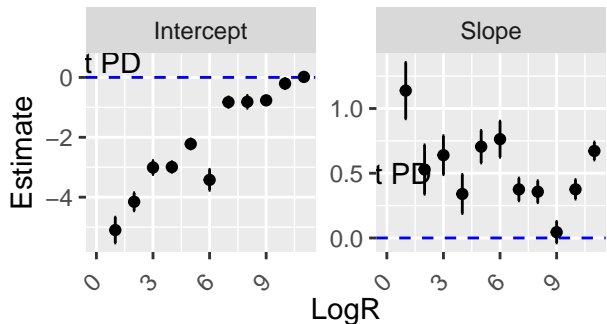 Intercept
Slope
t PD
t PD
Estimate
0
−2
−4
1.0
0.5
0.0
0
3
6
9
0
3
6
9
LogR